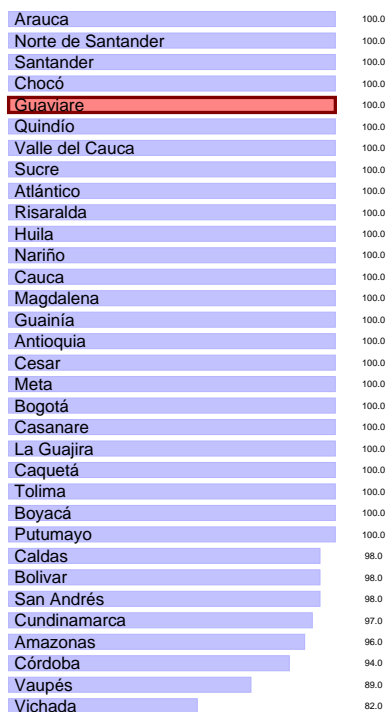 Arauca 100.0
Norte de Santander 100.0
Santander 100.0
Chocó 100.0
Guaviare 100.0
Quindío 100.0
Valle del Cauca 100.0
Sucre 100.0
Atlántico 100.0
Risaralda 100.0
Huila 100.0
Nariño 100.0
Cauca 100.0
Magdalena 100.0
Guainía 100.0
Antioquia 100.0
Cesar 100.0
Meta 100.0
Bogotá 100.0
Casanare 100.0
La Guajira 100.0
Caquetá 100.0
Tolima 100.0
Boyacá 100.0
Putumayo 100.0
Caldas 98.0
Bolivar 98.0
San Andrés 98.0
Cundinamarca 97.0
Amazonas 96.0
Córdoba 94.0
Vaupés 89.0
Vichada 82.0